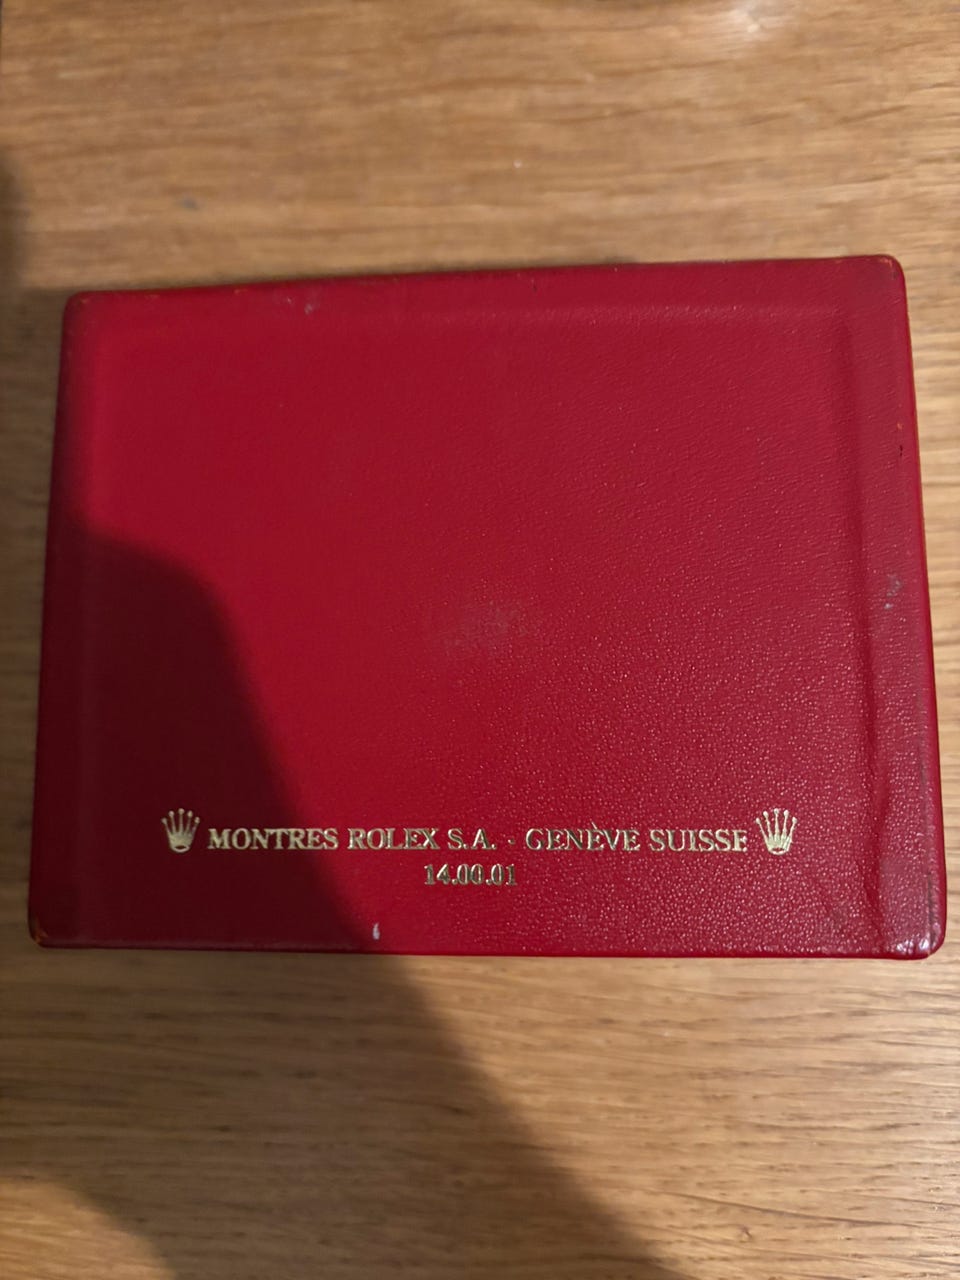 MONTRES ROLEX S.A. - GENÈVE SUISSE
14.00.01